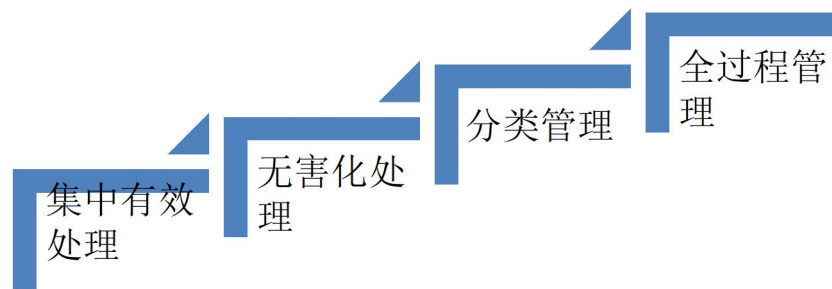 集中有效
处理
无害化处
理
分类管理
全过程管
理